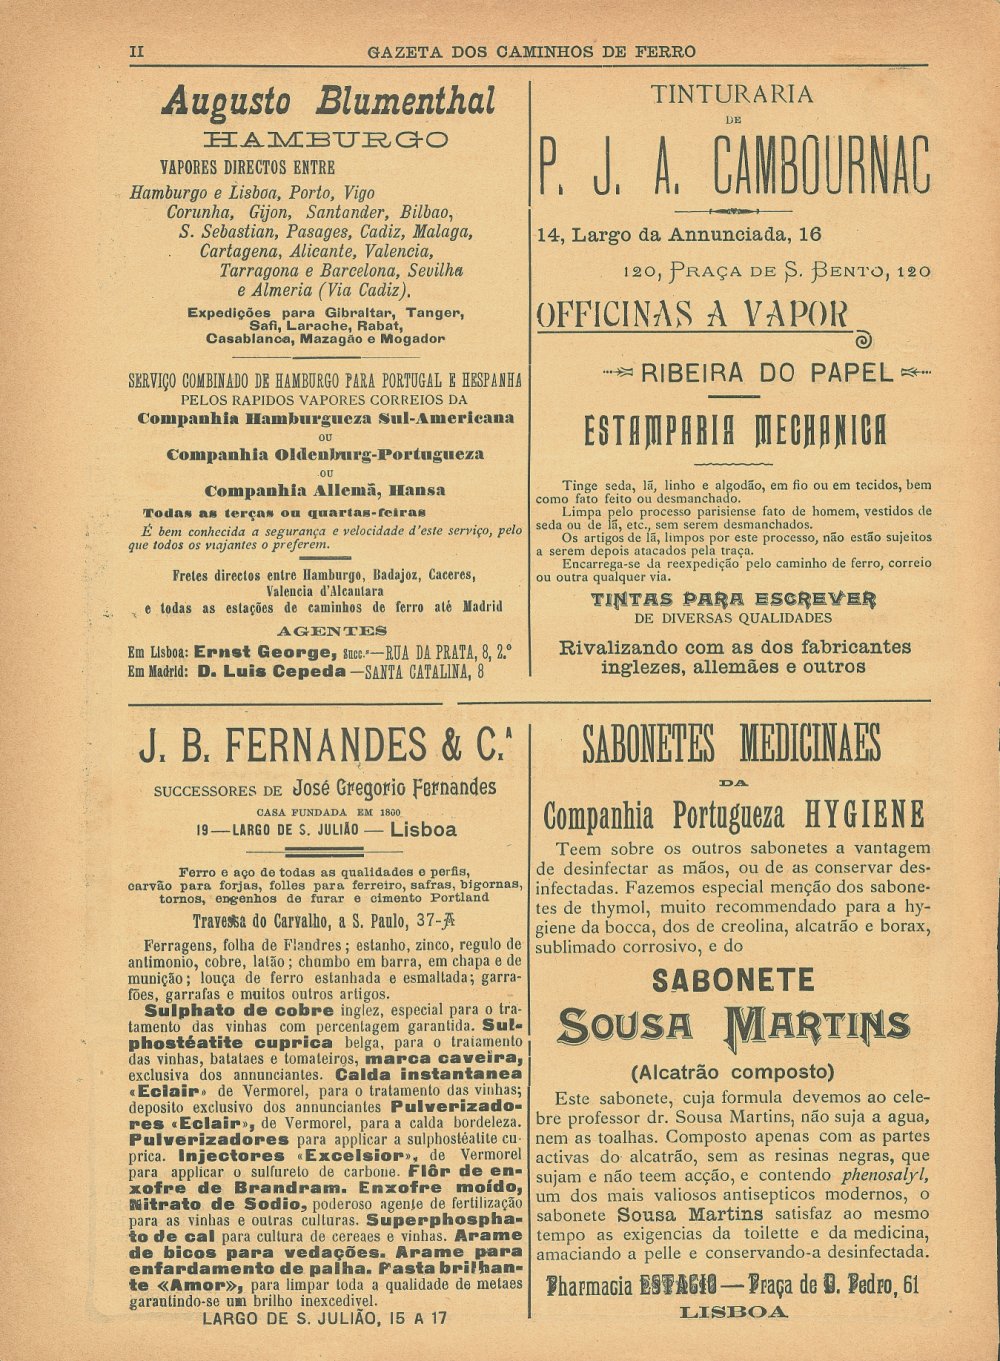 II
GAZETA DOS CAMINHOS DE FERRO
Augusto Blumenthal
HAMBURGO
VAPORES DIRECTOS ENTRE
Hamburgo e Lisboa, Porto, Vigo
Corunha, Gijon, Santander, Bilbao,
S. Sebastian, Pasages, Cadiz, Malaga,
Cartagena, Alicante, Valencia,
Tarragona e Barcelona, Sevilha
e Almeria (Via Cadiz).
Expedições para Gibraltar, Tanger,
Safi, Larache, Rabat,
Casablanca, Mazagão e Mogador
SERVIÇO COMBINADO DE HAMBURGO PARA PORTUGAL E HESPANHA
PELOS RAPIDOS VAPORES CORREIOS DA
Companhia Hamburgueza Sul-Americana
OU
Companhia Oldenburg-Portugueza
OU
Companhia Allemã, Hansa
Todas as terças ou quartas-feiras
É bem conhecida a segurança e velocidade d'este serviço, pelo
que todos os viajantes o preferem.
Fretes directos entre Hamburgo, Badajoz, Caceres,
Valencia d'Alcantara
e todas as estações de caminhos de ferro até Madrid
AGENTES
Em Lisboa: Ernst George, Succ.ʳ—RUA DA PRATA, 8, 2.º
Em Madrid: D. Luis Cepeda—SANTA CATALINA, 8
TINTURARIA
DE
P. J. A. CAMBOURNAC
14, Largo da Annunciada, 16
120, PRAÇA DE S. BENTO, 120
OFFICINAS A VAPOR
RIBEIRA DO PAPEL
ESTAMPARIA MECHANICA
Tinge seda, lã, linho e algodão, em fio ou em tecidos, bem
como fato feito ou desmanchado.
Limpa pelo processo parisiense fato de homem, vestidos de
seda ou de lã, etc., sem serem desmanchados.
Os artigos de lã, limpos por este processo, não estão sujeitos
a serem depois atacados pela traça.
Encarrega-se da reexpedição pelo caminho de ferro, correio
ou outra qualquer via.
TINTAS PARA ESCREVER
DE DIVERSAS QUALIDADES
Rivalizando com as dos fabricantes
inglezes, allemães e outros
J. B. FERNANDES & C.ᴬ
SUCCESSORES DE José Gregorio Fernandes
CASA FUNDADA EM 1800
19—LARGO DE S. JULIÃO — Lisboa
Ferro e aço de todas as qualidades e perfis,
carvão para forjas, folles para ferreiro, safras, bigornas,
tornos, engenhos de furar e cimento Portland
Travessa do Carvalho, a S. Paulo, 37-A
Ferragens, folha de Flandres; estanho, zinco, regulo de
antimonio, cobre, latão; chumbo em barra, em chapa e de
munição; louça de ferro estanhada e esmaltada; garra-
fões, garrafas e muitos outros artigos.
Sulphato de cobre inglez, especial para o tra-
tamento das vinhas com percentagem garantida. Sul-
phostéatite cuprica belga, para o tratamento
das vinhas, batataes e tomateiros, marca caveira,
exclusiva dos annunciantes. Calda instantanea
«Eclair» de Vermorel, para o tratamento das vinhas;
deposito exclusivo dos annunciantes Pulverizado-
res «Eclair», de Vermorel, para a calda bordeleza.
Pulverizadores para applicar a sulphostéatite cu-
prica. Injectores «Excelsior», de Vermorel
para applicar o sulfureto de carbone. Flôr de en-
xofre de Brandram. Enxofre moído,
Nitrato de Sodio, poderoso agente de fertilização
para as vinhas e outras culturas. Superphospha-
to de cal para cultura de cereaes e vinhas. Arame
de bicos para vedações. Arame para
enfardamento de palha. Pasta brilhan-
te «Amor», para limpar toda a qualidade de metaes
garantindo-se um brilho inexcedivel.
LARGO DE S. JULIÃO, 15 A 17
SABONETES MEDICINAES
DA
Companhia Portugueza HYGIENE
Teem sobre os outros sabonetes a vantagem
de desinfectar as mãos, ou de as conservar des-
infectadas. Fazemos especial menção dos sabone-
tes de thymol, muito recommendado para a hy-
giene da bocca, dos de creolina, alcatrão e borax,
sublimado corrosivo, e do
SABONETE
SOUSA MARTINS
(Alcatrão composto)
Este sabonete, cuja formula devemos ao cele-
bre professor dr. Sousa Martins, não suja a agua,
nem as toalhas. Composto apenas com as partes
activas do alcatrão, sem as resinas negras, que
sujam e não teem acção, e contendo phenosalyl,
um dos mais valiosos antisepticos modernos, o
sabonete Sousa Martins satisfaz ao mesmo
tempo as exigencias da toilette e da medicina,
amaciando a pelle e conservando-a desinfectada.
Pharmacia ESTACIO — Praça de D. Pedro, 61
LISBOA